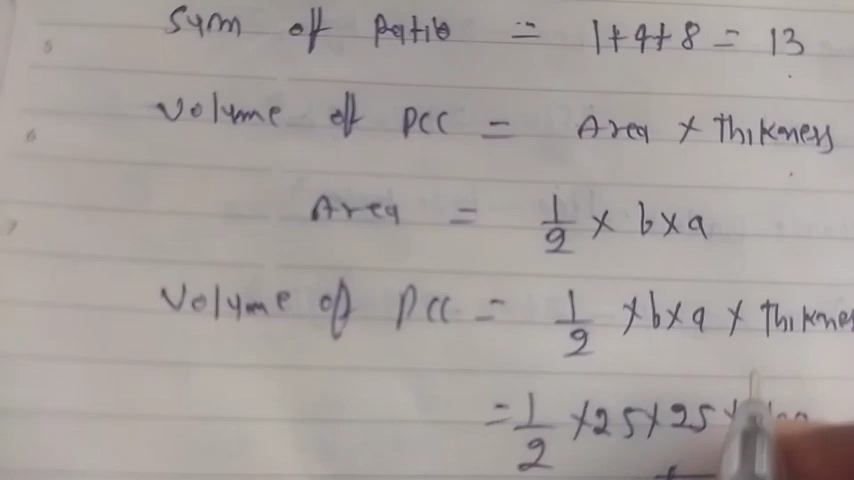 Sum of Ratio = 1+4+8 = 13
Volume of PCC = Area × Thikness
Area = 1/2 × b×a
Volume of PCC = 1/2 ×b×a × Thiknes
= 1/2 ×25×25×